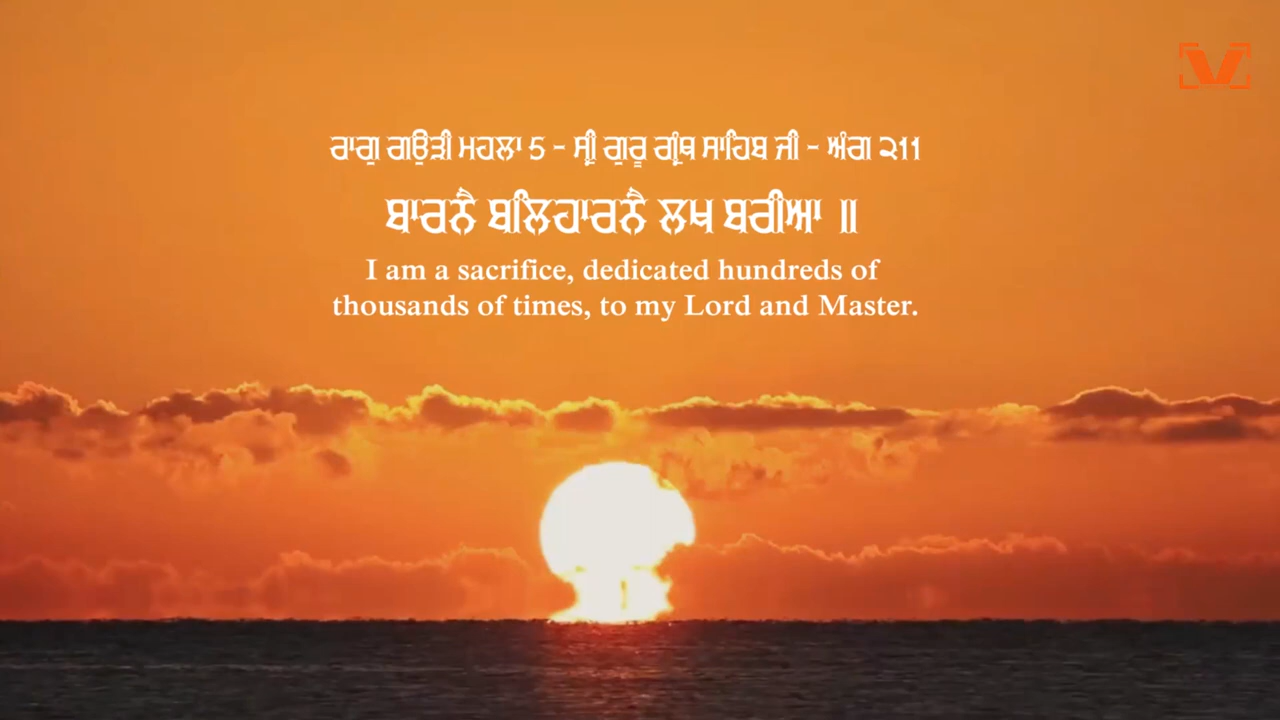 ਰਾਗੁ ਗਉੜੀ ਮਹਲਾ 5 - ਸ੍ਰੀ ਗੁਰੂ ਗ੍ਰੰਥ ਸਾਹਿਬ ਜੀ - ਅੰਗ ੨11
ਬਾਰਨੈ ਬਲਿਹਾਰਨੈ ਲਖ ਬਰੀਆ ॥
I am a sacrifice, dedicated hundreds of
thousands of times, to my Lord and Master.